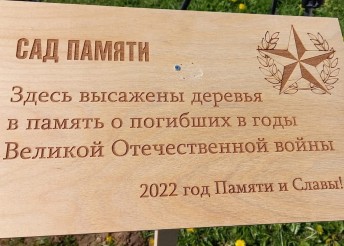 САД ПАМЯТИ
Здесь высажены деревья
в память о погибших в годы
Великой Отечественной войны
2022 год Памяти и Славы!